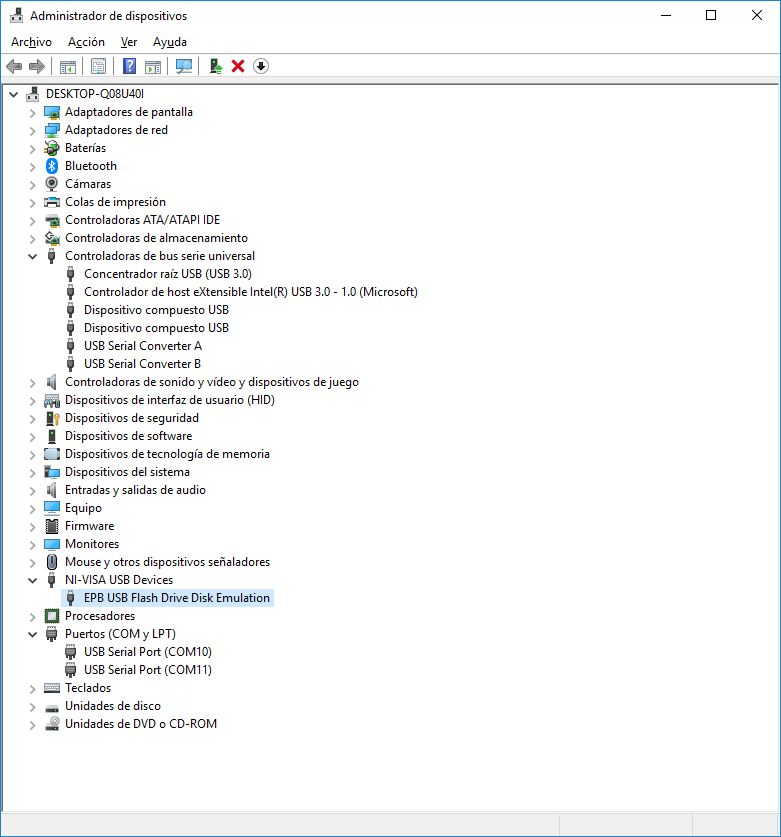 Administrador de dispositivos
Archivo Acción Ver Ayuda
DESKTOP-Q08U40I
Adaptadores de pantalla
Adaptadores de red
Baterías
Bluetooth
Cámaras
Colas de impresión
Controladoras ATA/ATAPI IDE
Controladoras de almacenamiento
Controladoras de bus serie universal
Concentrador raíz USB (USB 3.0)
Controlador de host eXtensible Intel(R) USB 3.0 - 1.0 (Microsoft)
Dispositivo compuesto USB
Dispositivo compuesto USB
USB Serial Converter A
USB Serial Converter B
Controladoras de sonido y vídeo y dispositivos de juego
Dispositivos de interfaz de usuario (HID)
Dispositivos de seguridad
Dispositivos de software
Dispositivos de tecnología de memoria
Dispositivos del sistema
Entradas y salidas de audio
Equipo
Firmware
Monitores
Mouse y otros dispositivos señaladores
NI-VISA USB Devices
EPB USB Flash Drive Disk Emulation
Procesadores
Puertos (COM y LPT)
USB Serial Port (COM10)
USB Serial Port (COM11)
Teclados
Unidades de disco
Unidades de DVD o CD-ROM